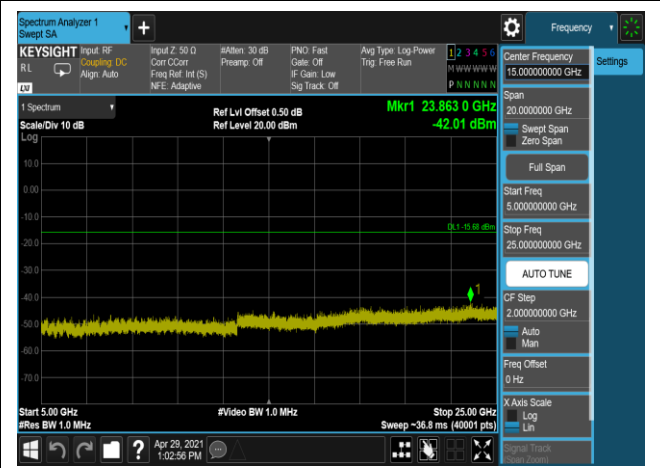 Spectrum Analyzer 1
Swept SA
+
Frequency
KEYSIGHT
RL
LXI
Input: RF
Coupling: DC
Align: Auto
Input Z: 50 Ω
Corr CCorr
Freq Ref: Int (S)
NFE: Adaptive
#Atten: 30 dB
Preamp: Off
PNO: Fast
Gate: Off
IF Gain: Low
Sig Track: Off
Avg Type: Log-Power
Trig: Free Run
1 2 3 4 5 6
M W W W W W
P N N N N N
Center Frequency
15.000000000 GHz
Settings
Span
20.0000000 GHz
Swept Span
Zero Span
Full Span
Start Freq
5.000000000 GHz
Stop Freq
25.000000000 GHz
AUTO TUNE
CF Step
2.000000000 GHz
Auto
Man
Freq Offset
0 Hz
X Axis Scale
Log
Lin
Signal Track
(Span Zoom)
1 Spectrum
Scale/Div 10 dB
Log
Ref Lvl Offset 0.50 dB
Ref Level 20.00 dBm
Mkr1 23.863 0 GHz
-42.01 dBm
10.0
0.00
-10.0
DL1 -15.68 dBm
-20.0
-30.0
1
-40.0
-50.0
-60.0
-70.0
Start 5.00 GHz
#Res BW 1.0 MHz
#Video BW 1.0 MHz
Stop 25.00 GHz
Sweep ~36.8 ms (40001 pts)
?
Apr 29, 2021
1:02:56 PM